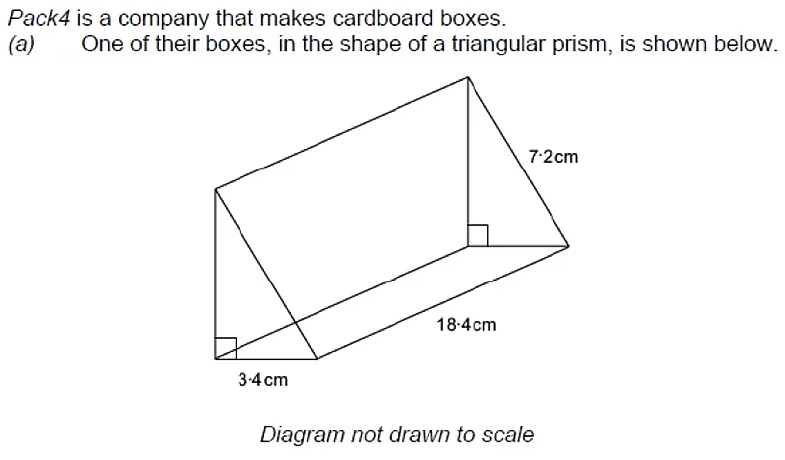 Pack4 is a company that makes cardboard boxes.
(a) One of their boxes, in the shape of a triangular prism, is shown below.
7·2cm
18·4cm
3·4cm
Diagram not drawn to scale